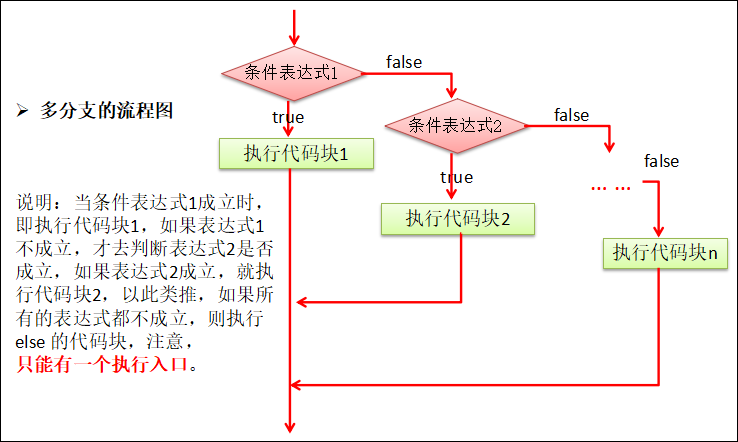 条件表达式1
false
➢ 多分支的流程图
true
条件表达式2
false
执行代码块1
false
true
... ...
说明：当条件表达式1成立时，
即执行代码块1，如果表达式1
不成立，才去判断表达式2是否
成立，如果表达式2成立，就执
行代码块2，以此类推，如果所
有的表达式都不成立，则执行
else 的代码块，注意，
只能有一个执行入口。
执行代码块2
执行代码块n